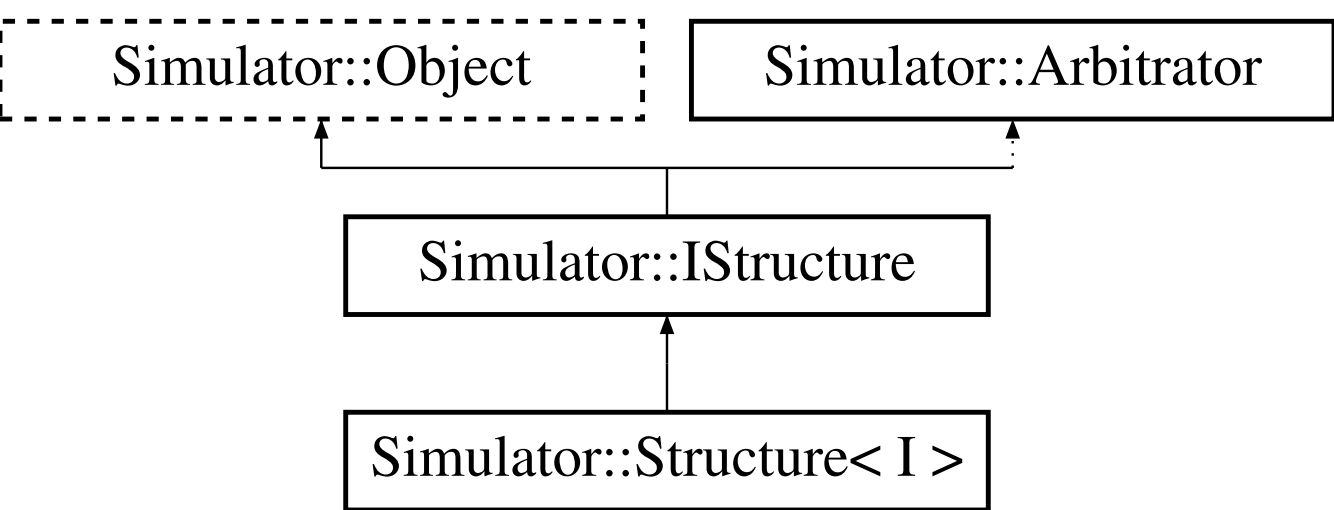 Simulator::Object
Simulator::Arbitrator
Simulator::IStructure
Simulator::Structure< I >